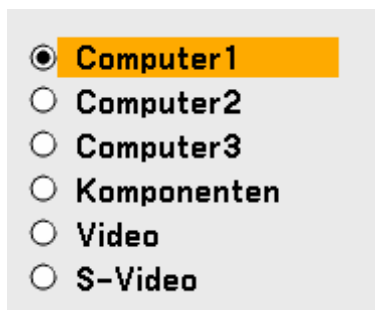 Computer1
Computer2
Computer3
Komponenten
Video
S-Video